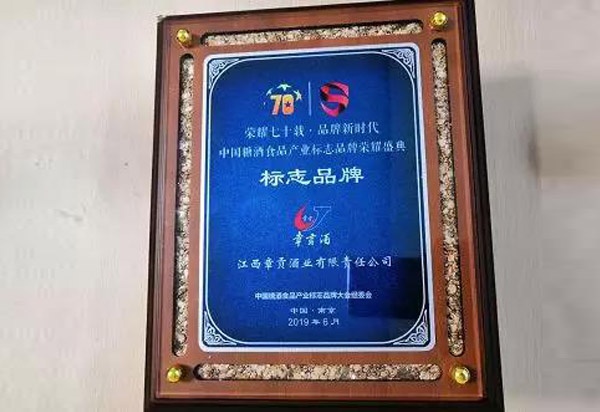 70 S
荣耀七十载·品牌新时代
中国糖酒食品产业标志品牌荣耀盛典
标志品牌
章贡酒
江西章贡酒业有限责任公司
中国糖酒食品产业标志品牌大会组委会
中国·南京
2019年6月